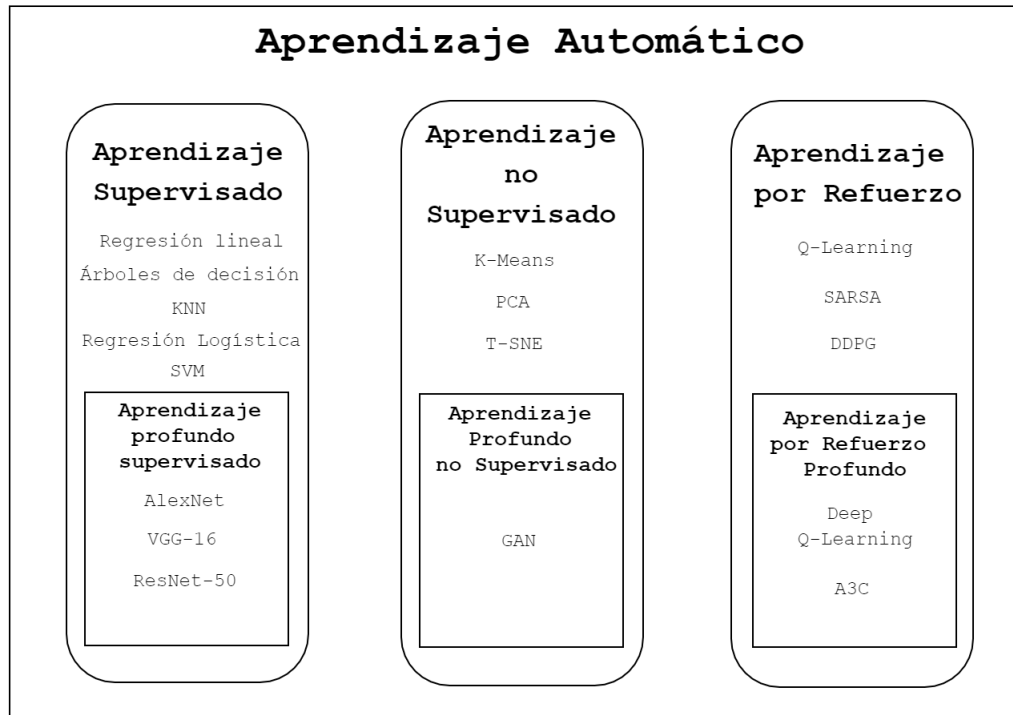 Aprendizaje Automático
Aprendizaje
Supervisado
Regresión lineal
Árboles de decisión
KNN
Regresión Logística
SVM
Aprendizaje
profundo
supervisado
AlexNet
VGG-16
ResNet-50
Aprendizaje
no
Supervisado
K-Means
PCA
T-SNE
Aprendizaje
Profundo
no Supervisado
GAN
Aprendizaje
por Refuerzo
Q-Learning
SARSA
DDPG
Aprendizaje
por Refuerzo
Profundo
Deep
Q-Learning
A3C